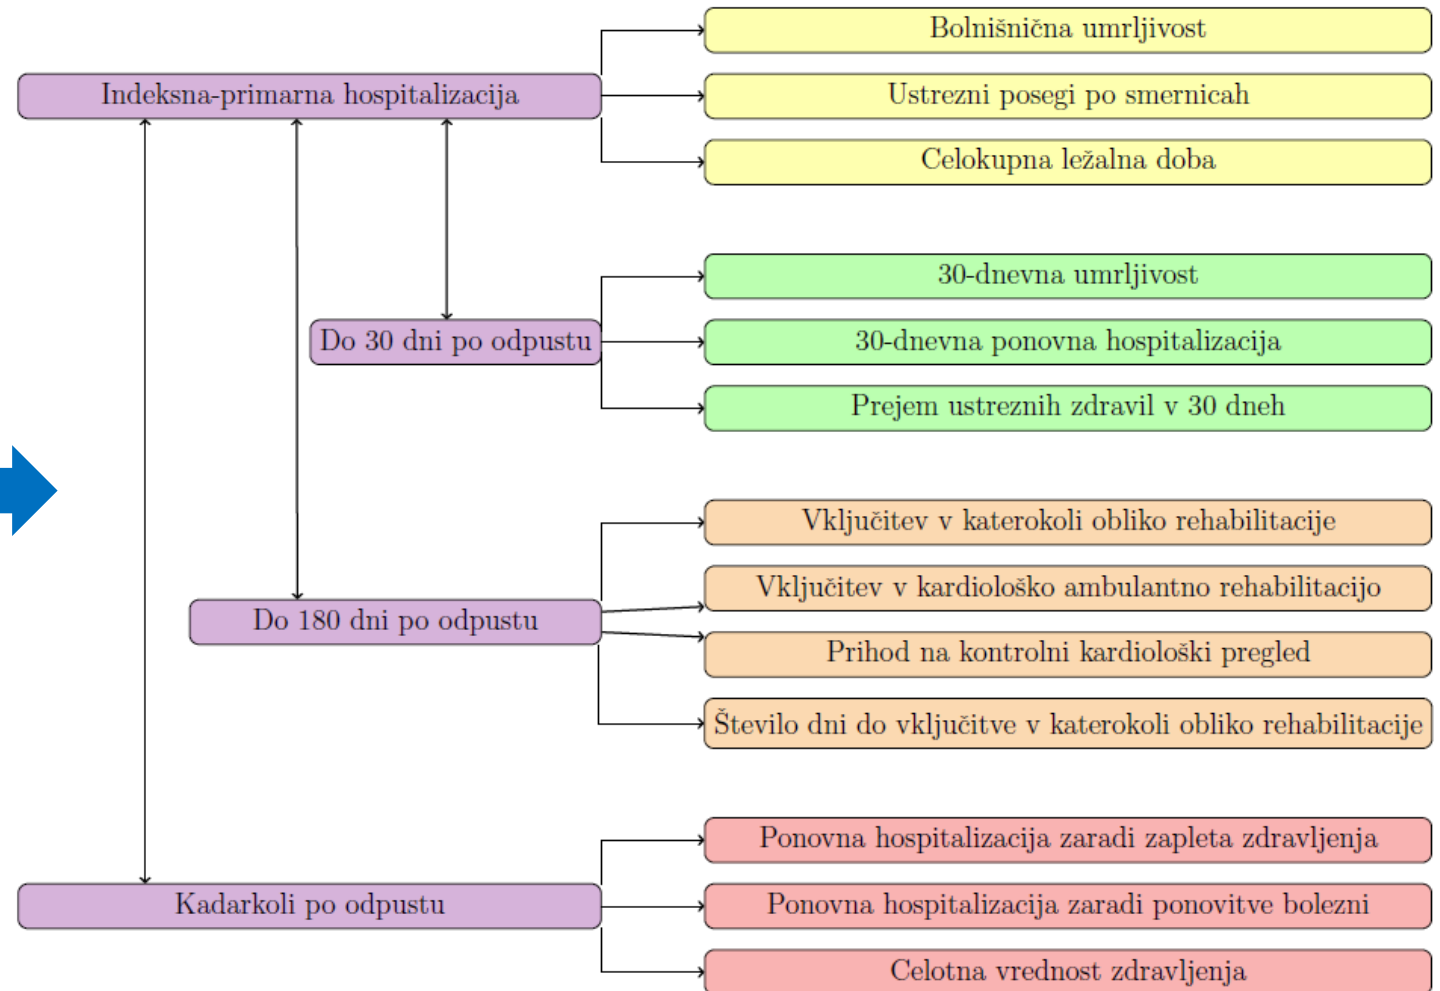 Indeksna-primarna hospitalizacija
Bolnišnična umrljivost
Ustrezni posegi po smernicah
Celokupna ležalna doba
Do 30 dni po odpustu
30-dnevna umrljivost
30-dnevna ponovna hospitalizacija
Prejem ustreznih zdravil v 30 dneh
Do 180 dni po odpustu
Vključitev v katerokoli obliko rehabilitacije
Vključitev v kardiološko ambulantno rehabilitacijo
Prihod na kontrolni kardiološki pregled
Število dni do vključitve v katerokoli obliko rehabilitacije
Kadarkoli po odpustu
Ponovna hospitalizacija zaradi zapleta zdravljenja
Ponovna hospitalizacija zaradi ponovitve bolezni
Celotna vrednost zdravljenja